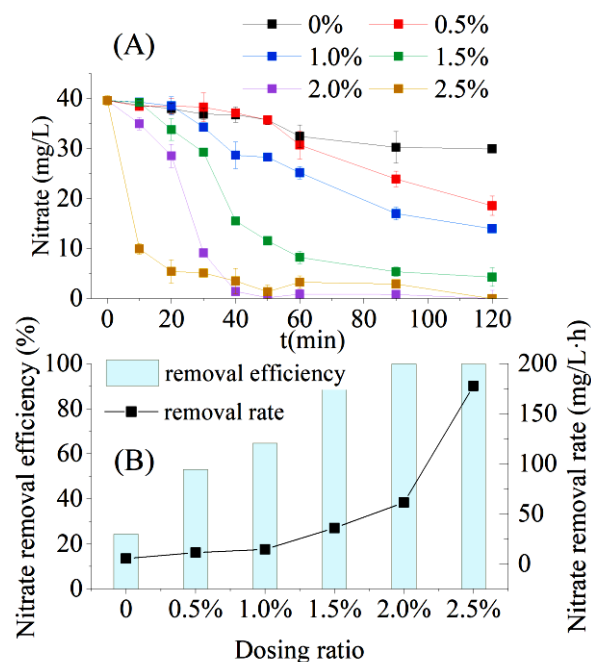 (A)
0% 0.5%
1.0% 1.5%
2.0% 2.5%
Nitrate (mg/L)
40
30
20
10
0
0 20 40 60 80 100 120
t(min)
Nitrate removal efficiency (%)
100
80
60
40
20
0
removal efficiency
removal rate
(B)
200
150
100
50
0
Nitrate removal rate (mg/L·h)
0 0.5% 1.0% 1.5% 2.0% 2.5%
Dosing ratio